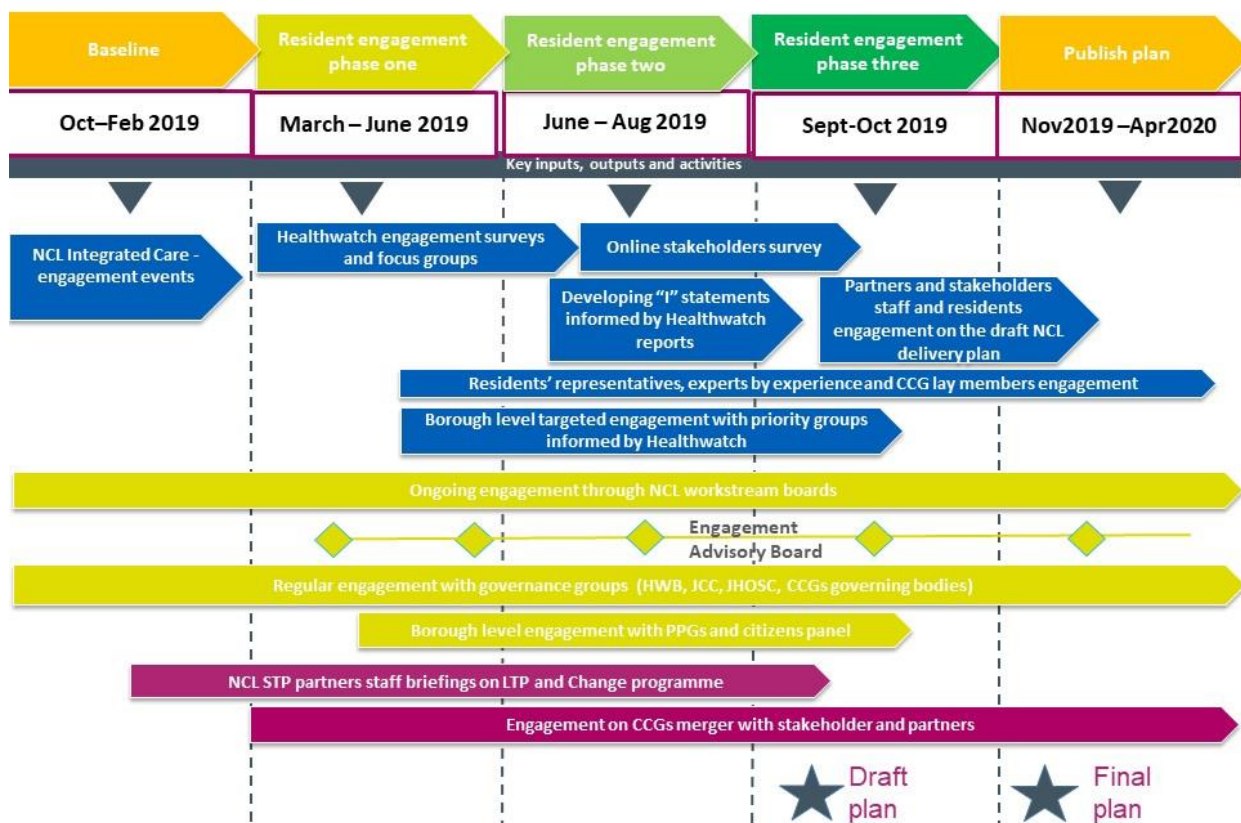 Baseline
Resident engagement
phase one
Resident engagement
phase two
Resident engagement
phase three
Publish plan
Oct–Feb 2019
March – June 2019
June – Aug 2019
Sept-Oct 2019
Nov2019 –Apr2020
Key inputs, outputs and activities
NCL Integrated Care -
engagement events
Healthwatch engagement surveys
and focus groups
Online stakeholders survey
Developing “I” statements
informed by Healthwatch
reports
Partners and stakeholders
staff and residents
engagement on the draft NCL
delivery plan
Residents’ representatives, experts by experience and CCG lay members engagement
Borough level targeted engagement with priority groups
informed by Healthwatch
Ongoing engagement through NCL workstream boards
Engagement
Advisory Board
Regular engagement with governance groups (HWB, JCC, JHOSC, CCGs governing bodies)
Borough level engagement with PPGs and citizens panel
NCL STP partners staff briefings on LTP and Change programme
Engagement on CCGs merger with stakeholder and partners
Draft
plan
Final
plan